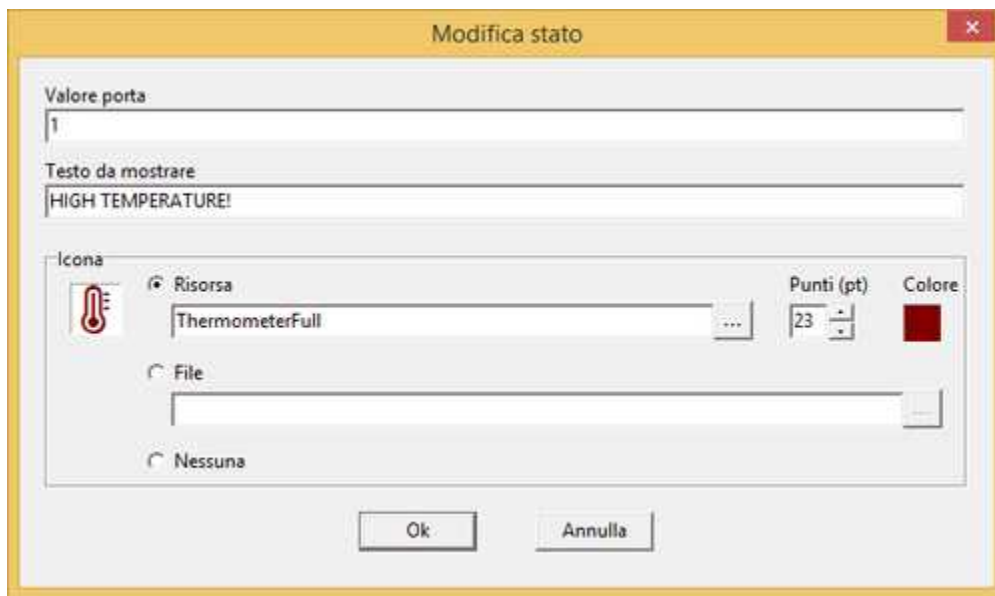 Modifica stato
Valore porta
1
Testo da mostrare
HIGH TEMPERATURE!
Icona
Risorsa Punti (pt) Colore
ThermometerFull ... 23
File
...
Nessuna
Ok Annulla